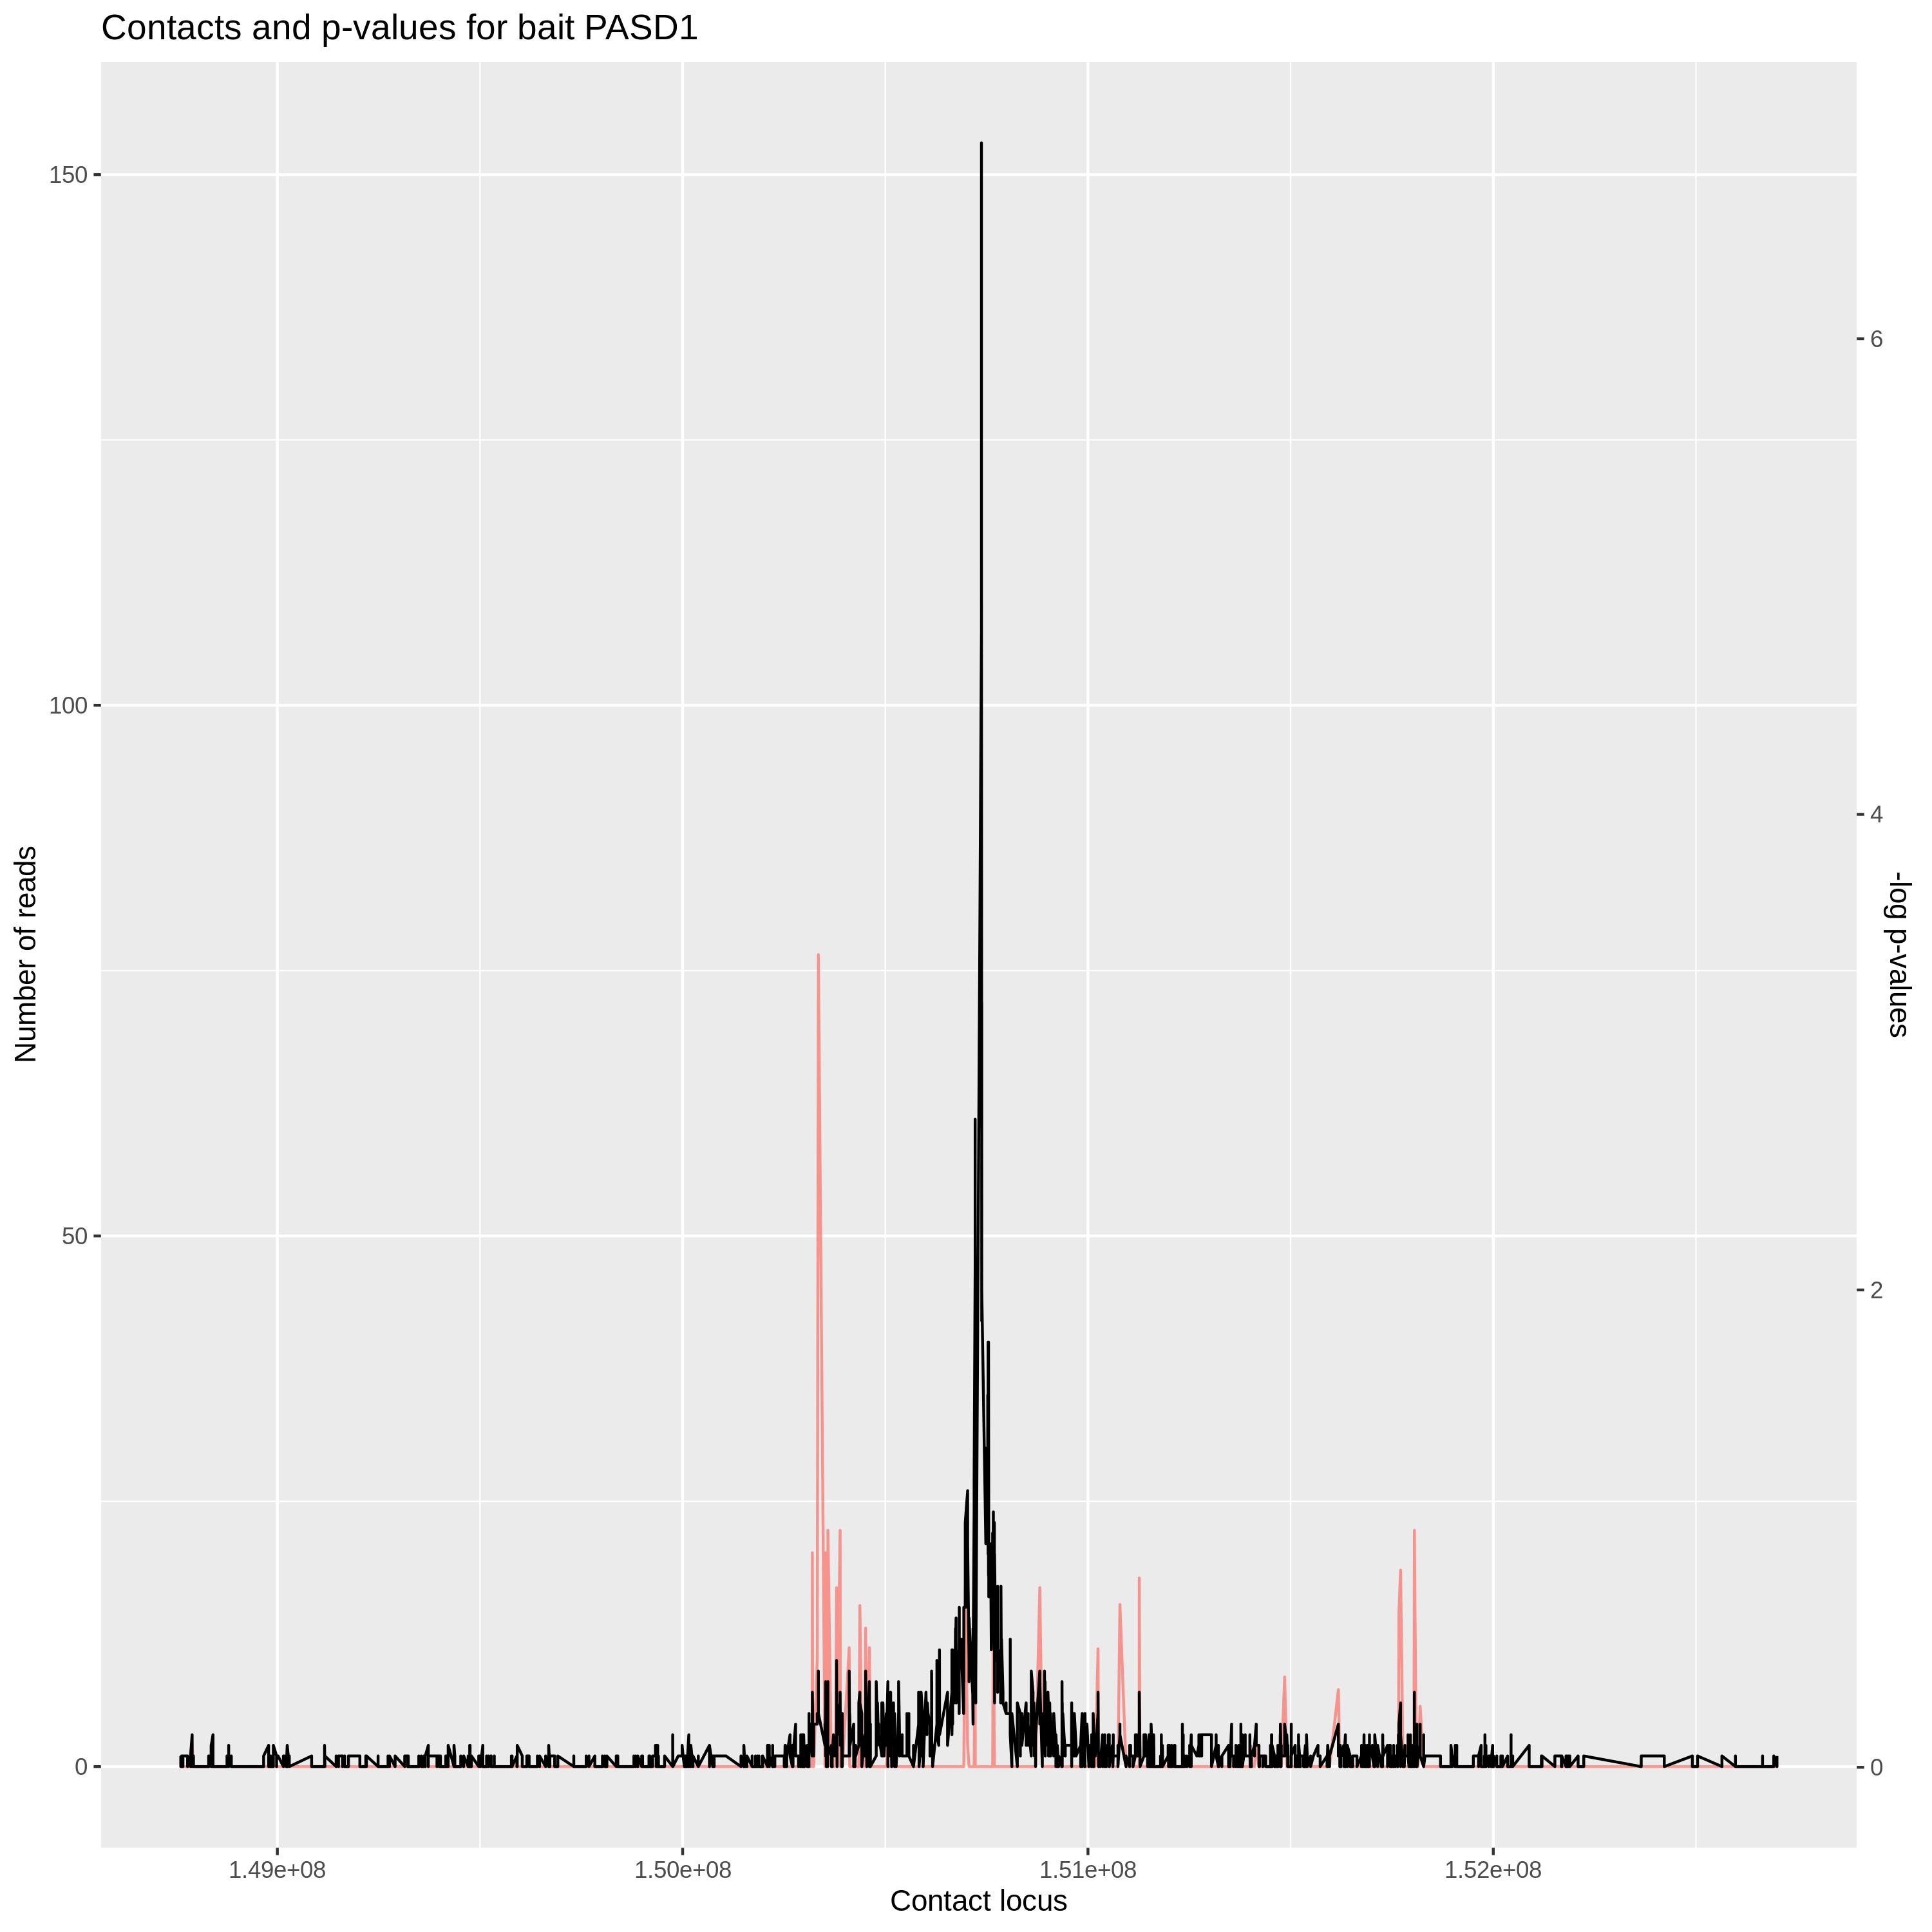 Contacts and p-values for bait PASD1
150
100
50
0
Number of reads
6
4
2
0
-log p-values
1.49e+08
1.50e+08
1.51e+08
1.52e+08
Contact locus